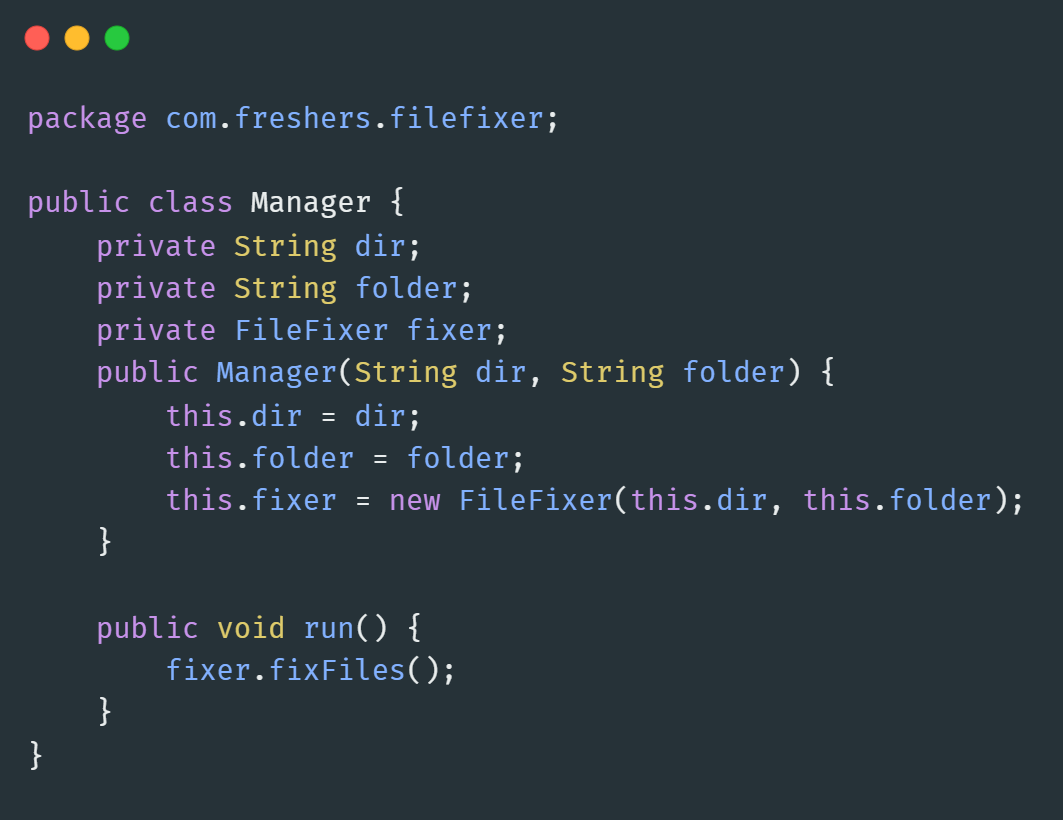 package com.freshers.filefixer;

public class Manager {
    private String dir;
    private String folder;
    private FileFixer fixer;
    public Manager(String dir, String folder) {
        this.dir = dir;
        this.folder = folder;
        this.fixer = new FileFixer(this.dir, this.folder);
    }

    public void run() {
        fixer.fixFiles();
    }
}